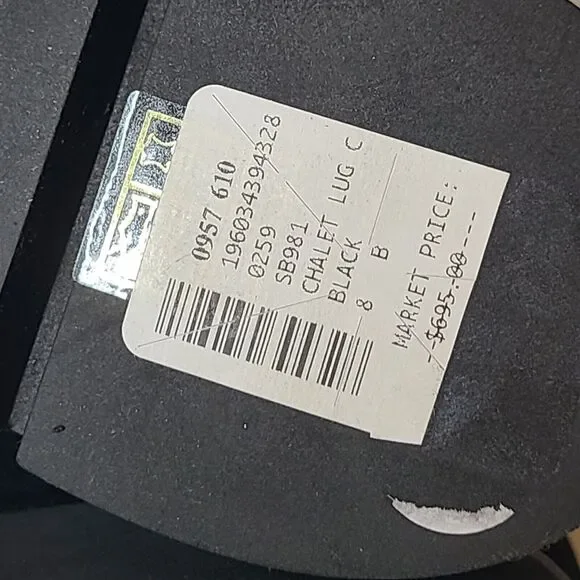 0957 610
196034394328
0259
SB981
CHALET LUG C
BLACK
8 B
MARKET PRICE:
$695.00